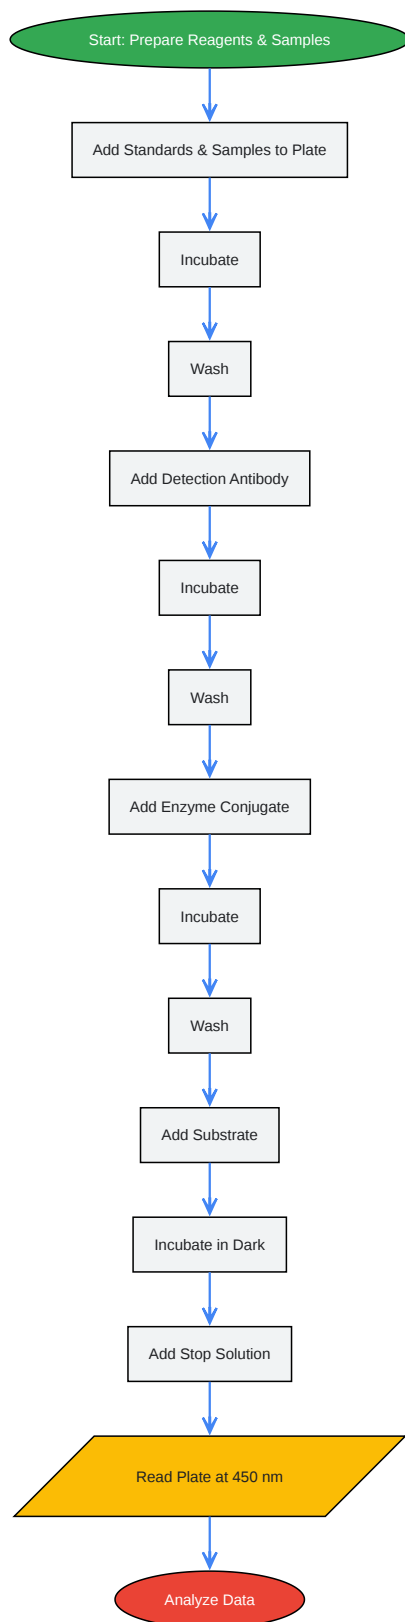 Start: Prepare Reagents & Samples
Add Standards & Samples to Plate
Incubate
Wash
Add Detection Antibody
Incubate
Wash
Add Enzyme Conjugate
Incubate
Wash
Add Substrate
Incubate in Dark
Add Stop Solution
Read Plate at 450 nm
Analyze Data